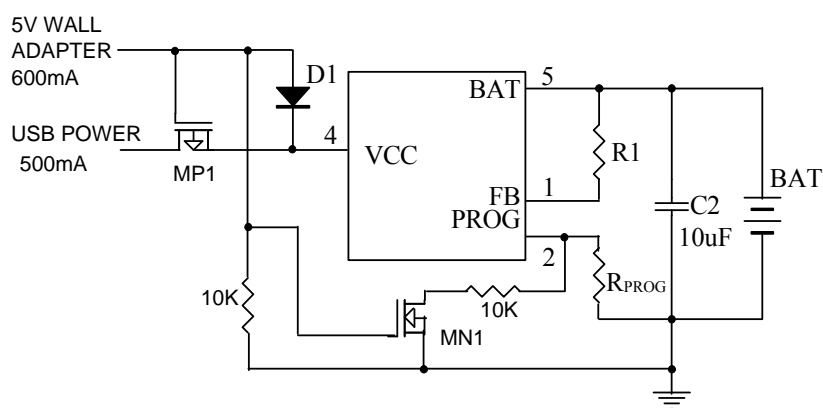 5V WALL
ADAPTER
600mA
D1
USB POWER
500mA
MP1
4
VCC
BAT
5
FB
1
PROG
2
R1
C2
10uF
BAT
RPROG
10K
10K
MN1